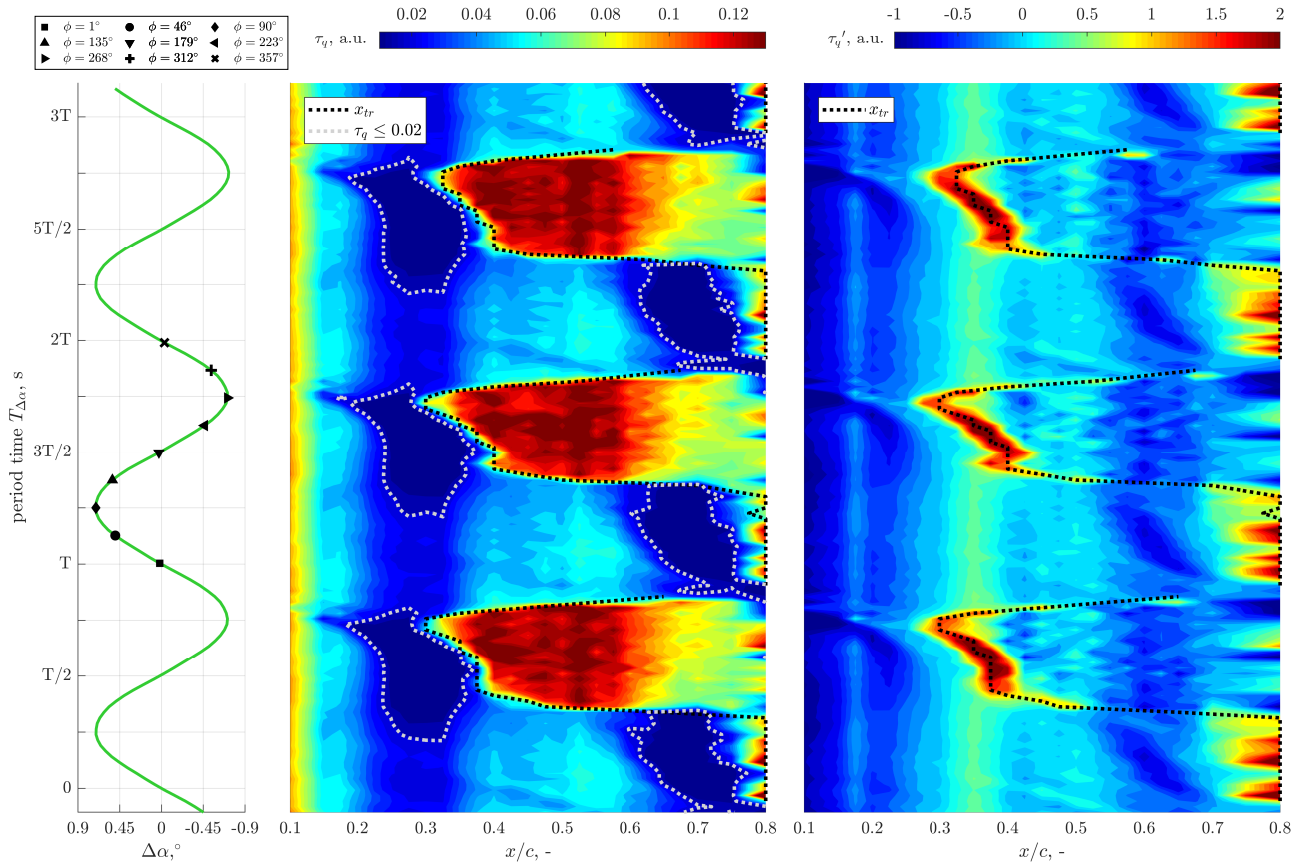 ϕ = 1° ϕ = 46° ϕ = 90°
ϕ = 135° ϕ = 179° ϕ = 223°
ϕ = 268° ϕ = 312° ϕ = 357°
0.02 0.04 0.06 0.08 0.1 0.12
τq, a.u.
-1 -0.5 0 0.5 1 1.5 2
τq′, a.u.
xtr
τq ≤ 0.02
xtr
period time TΔα, s
3T
5T/2
2T
3T/2
T
T/2
0
0.9 0.45 0 -0.45 -0.9
Δα,°
0.1 0.2 0.3 0.4 0.5 0.6 0.7 0.8
x/c, -
0.1 0.2 0.3 0.4 0.5 0.6 0.7 0.8
x/c, -